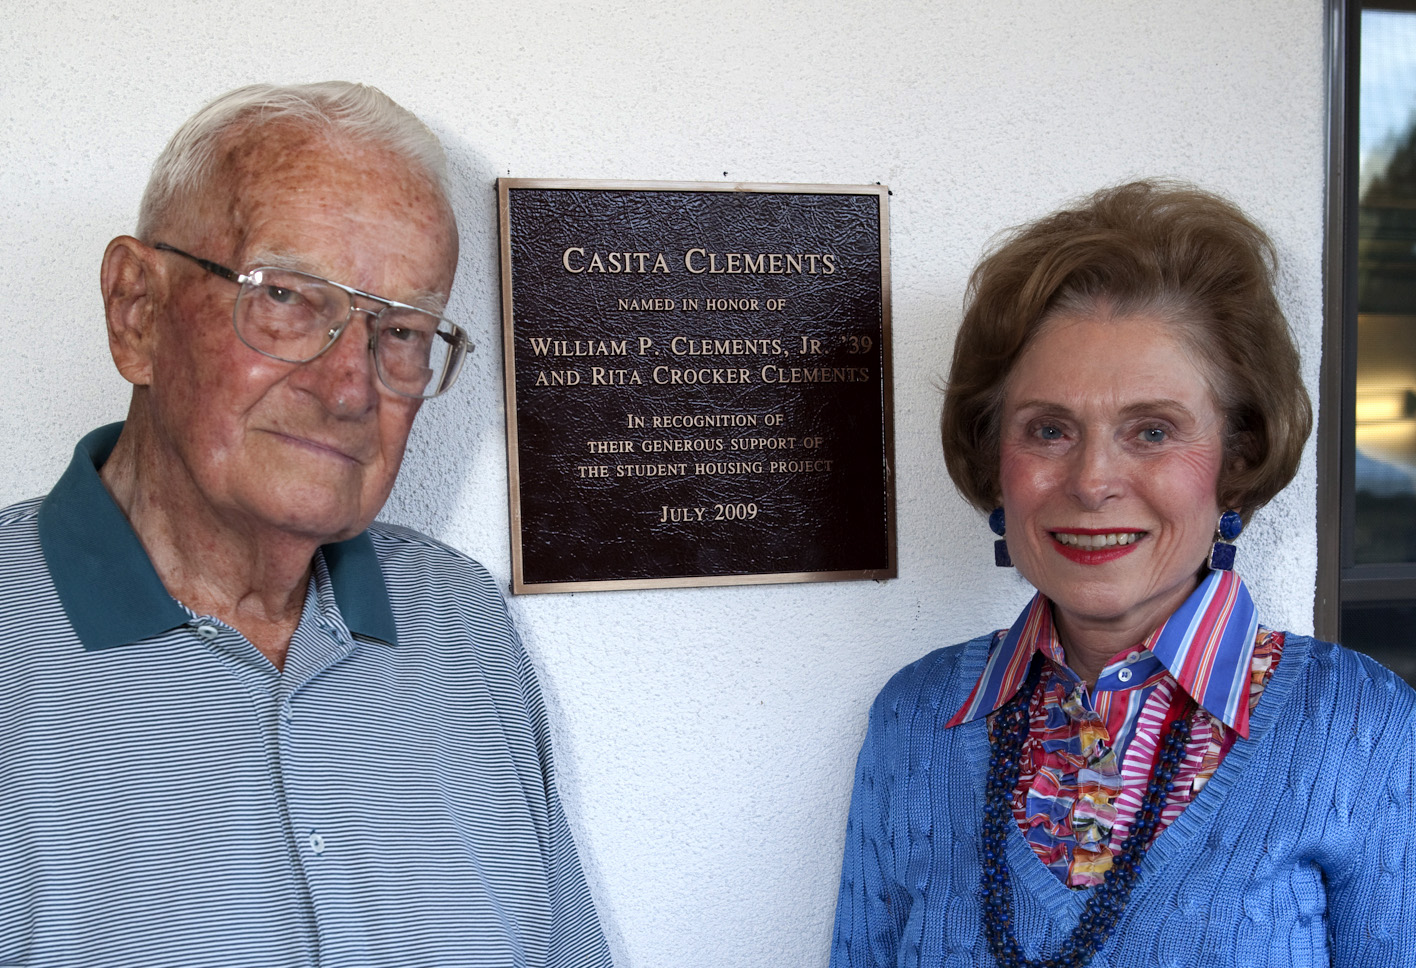 CASITA CLEMENTS
NAMED IN HONOR OF
WILLIAM P. CLEMENTS, JR. '39
AND RITA CROCKER CLEMENTS
IN RECOGNITION OF
THEIR GENEROUS SUPPORT OF
THE STUDENT HOUSING PROJECT
JULY 2009